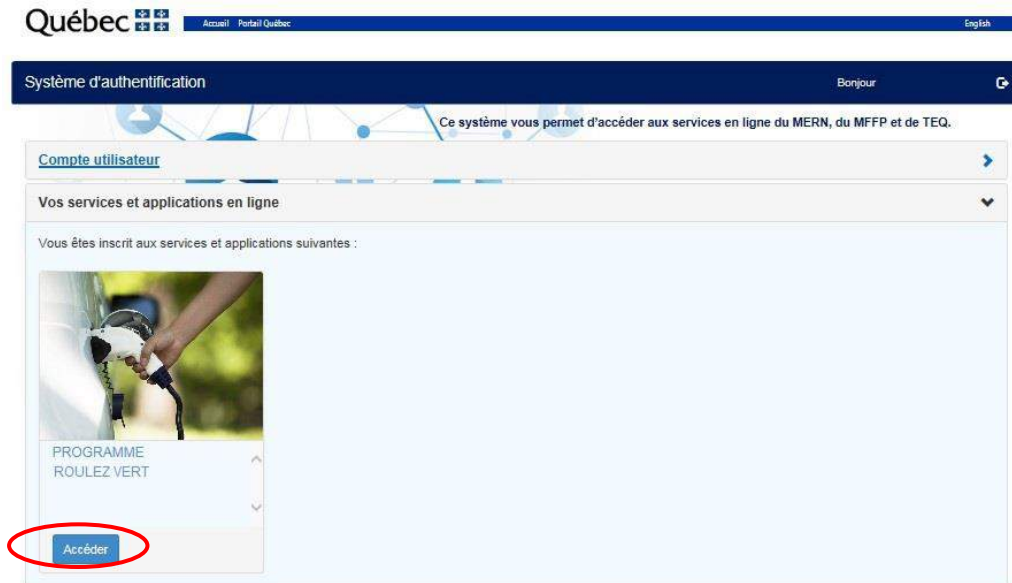 Québec
Accueil Portail Québec
English
Système d'authentification
Bonjour
Ce système vous permet d'accéder aux services en ligne du MERN, du MFFP et de TEQ.
Compte utilisateur
Vos services et applications en ligne
Vous êtes inscrit aux services et applications suivantes :
PROGRAMME
ROULEZ VERT
Accéder